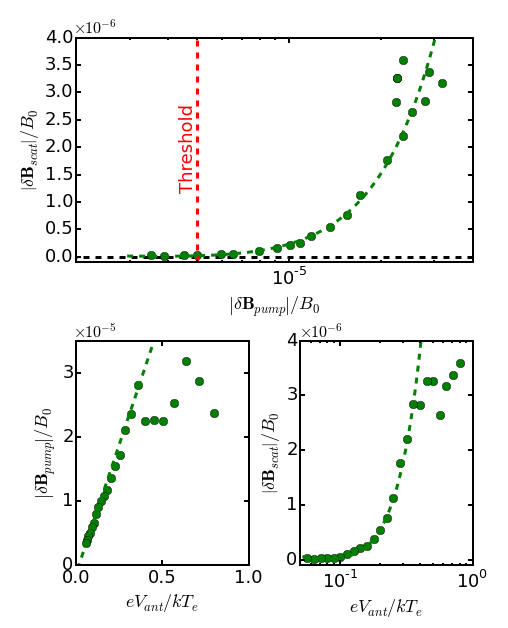 ×10⁻⁶
4.0
3.5
3.0
2.5
2.0
1.5
1.0
0.5
0.0
|δB_scat|/B₀
Threshold
10⁻⁵
|δB_pump|/B₀
×10⁻⁵
3
2
1
0
|δB_pump|/B₀
0.0 0.5 1.0
eV_ant/kT_e
×10⁻⁶
4
3
2
1
0
|δB_scat|/B₀
10⁻¹ 10⁰
eV_ant/kT_e